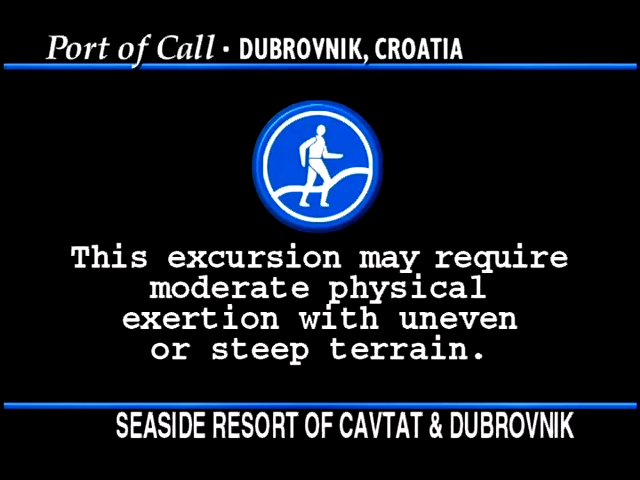 Port of Call · DUBROVNIK, CROATIA
This excursion may require
moderate physical
exertion with uneven
or steep terrain.
SEASIDE RESORT OF CAVTAT & DUBROVNIK